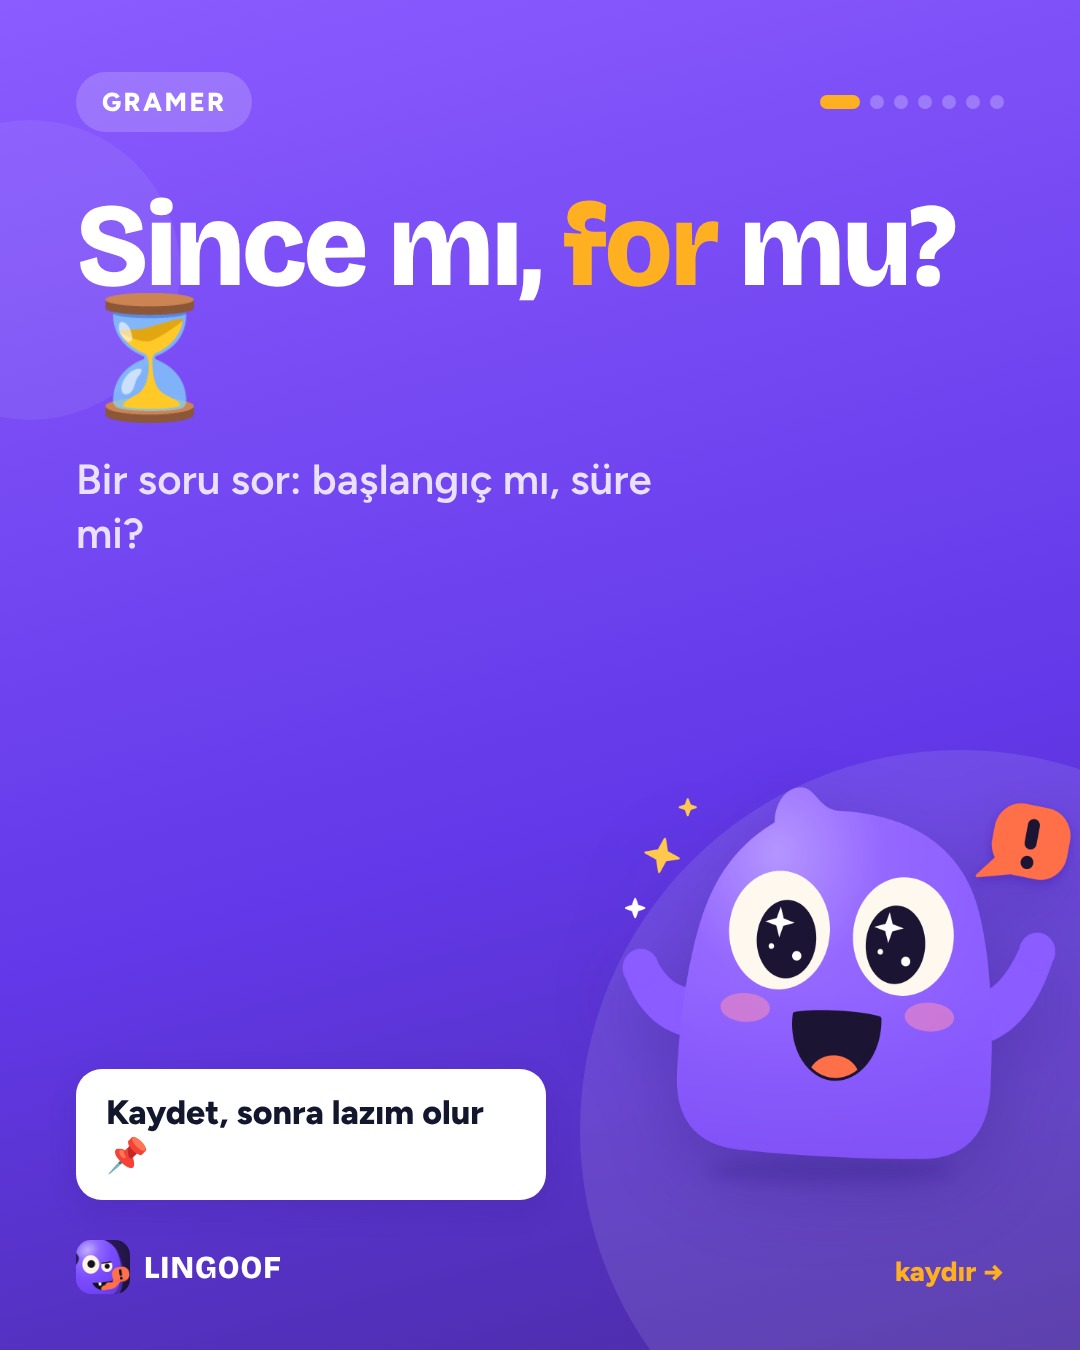 GRAMER
Since mı, for mu?
⏳
Bir soru sor: başlangıç mı, süre
mi?
!
Kaydet, sonra lazım olur
📌
LINGOOF
kaydır →